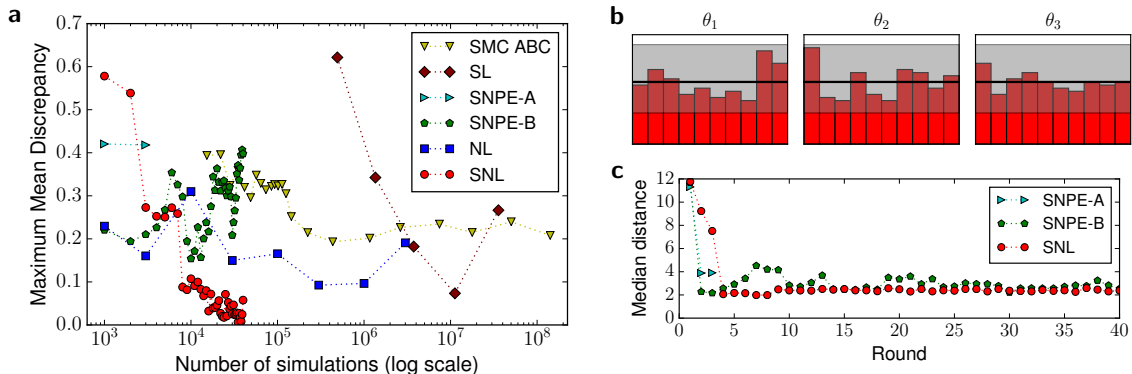 a
0.7
0.6
0.5
0.4
0.3
0.2
0.1
0.0
Maximum Mean Discrepancy
10³ 10⁴ 10⁵ 10⁶ 10⁷ 10⁸
Number of simulations (log scale)
SMC ABC
SL
SNPE-A
SNPE-B
NL
SNL
b
θ₁ θ₂ θ₃
c
12
10
8
6
4
2
0
Median distance
0 5 10 15 20 25 30 35 40
Round
SNPE-A
SNPE-B
SNL